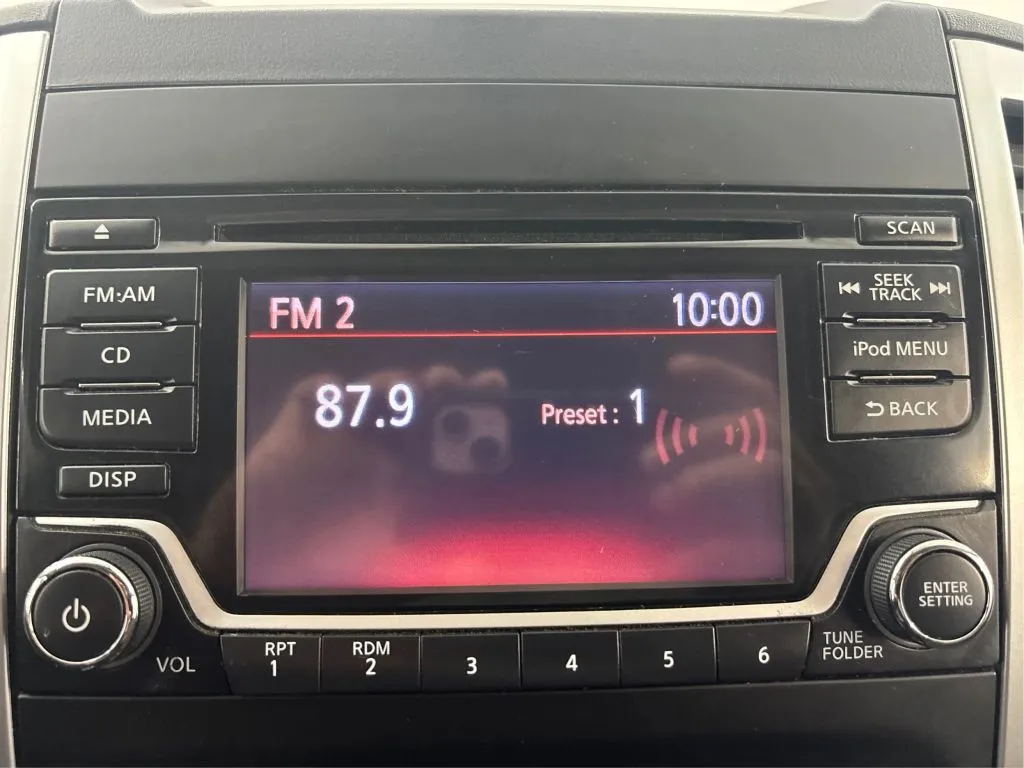 SCAN
FM·AM
CD
MEDIA
DISP
FM 2
10:00
87.9
Preset : 1
SEEK
TRACK
iPod MENU
BACK
VOL
RPT
1
RDM
2
3
4
5
6
TUNE
FOLDER
ENTER
SETTING